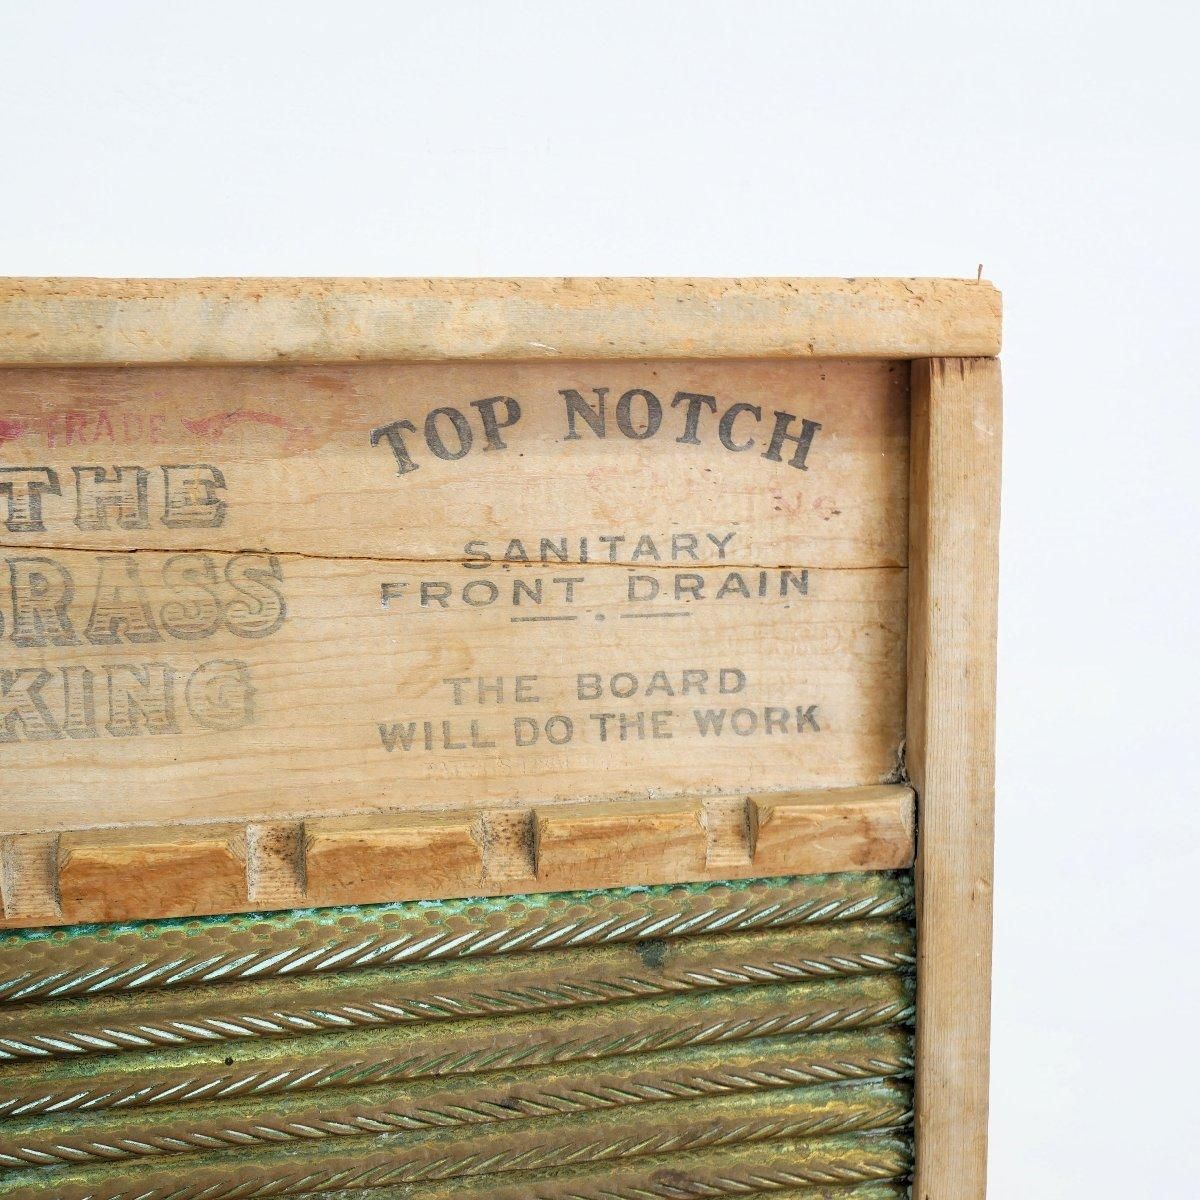 TRADE
THE
BRASS
KING
TOP NOTCH
SANITARY
FRONT DRAIN
THE BOARD
WILL DO THE WORK